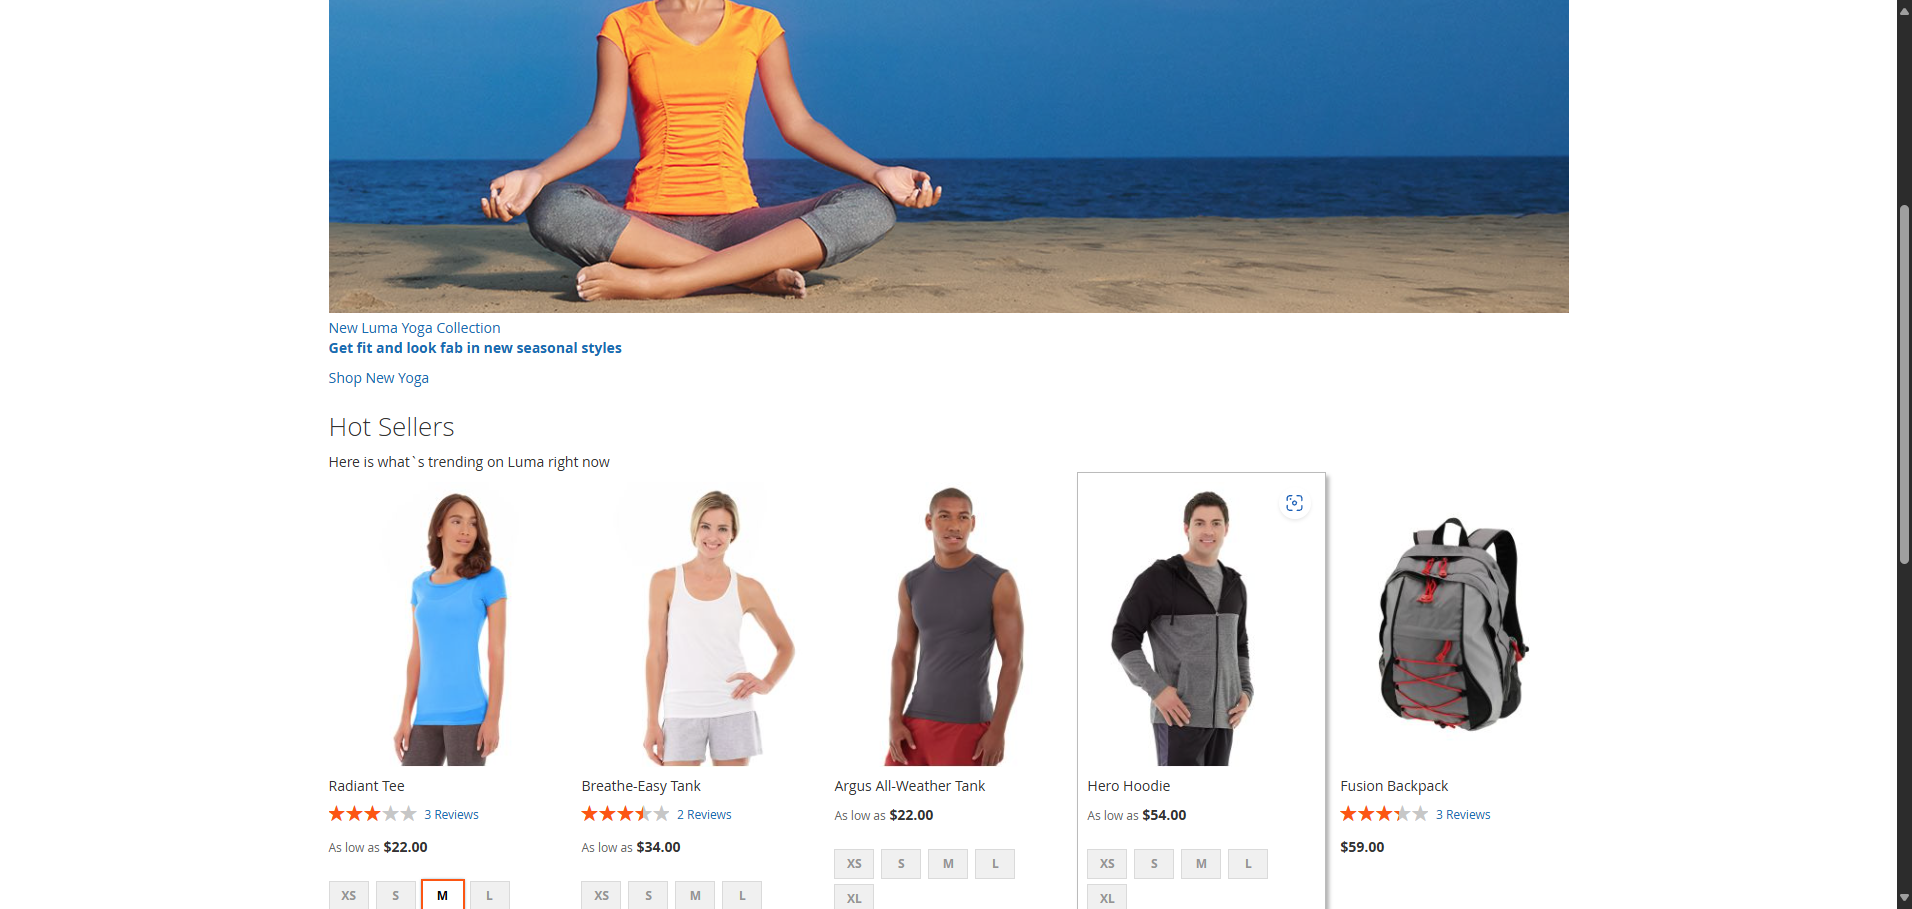 New Luma Yoga Collection
Get fit and look fab in new seasonal styles
Shop New Yoga
Hot Sellers
Here is what`s trending on Luma right now
Radiant Tee
3 Reviews
As low as $22.00
XS S M L
Breathe-Easy Tank
2 Reviews
As low as $34.00
XS S M L
Argus All-Weather Tank
As low as $22.00
XS S M L
XL
Hero Hoodie
As low as $54.00
XS S M L
XL
Fusion Backpack
3 Reviews
$59.00